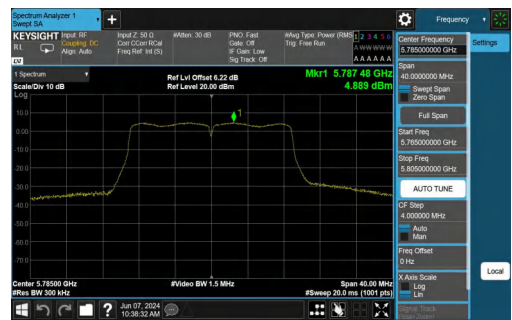 Spectrum Analyzer 1
Swept SA
Frequency
KEYSIGHT
RL
Input: RF
Coupling: DC
Align: Auto
Input Z: 50 Ω
Corr CCorr RCal
Freq Ref: Int (S)
#Atten: 30 dB
PNO: Fast
Gate: Off
IF Gain: Low
Sig Track: Off
#Avg Type: Power (RMS)
Trig: Free Run
1 2 3 4 5 6
A W W W W W
A A A A A A
LV
1 Spectrum
Scale/Div 10 dB
Log
Ref Lvl Offset 6.22 dB
Ref Level 20.00 dBm
Mkr1 5.787 48 GHz
4.889 dBm
1
10.0
0.00
-10.0
-20.0
-30.0
-40.0
-50.0
-60.0
-70.0
Center 5.78500 GHz
#Res BW 300 kHz
#Video BW 1.5 MHz
Span 40.00 MHz
#Sweep 20.0 ms (1001 pts)
Center Frequency
5.785000000 GHz
Settings
Span
40.0000000 MHz
Swept Span
Zero Span
Full Span
Start Freq
5.765000000 GHz
Stop Freq
5.805000000 GHz
AUTO TUNE
CF Step
4.000000 MHz
Auto
Man
Freq Offset
0 Hz
X Axis Scale
Log
Lin
Local
Signal Track
(Span Zoom)
Jun 07, 2024
10:38:32 AM